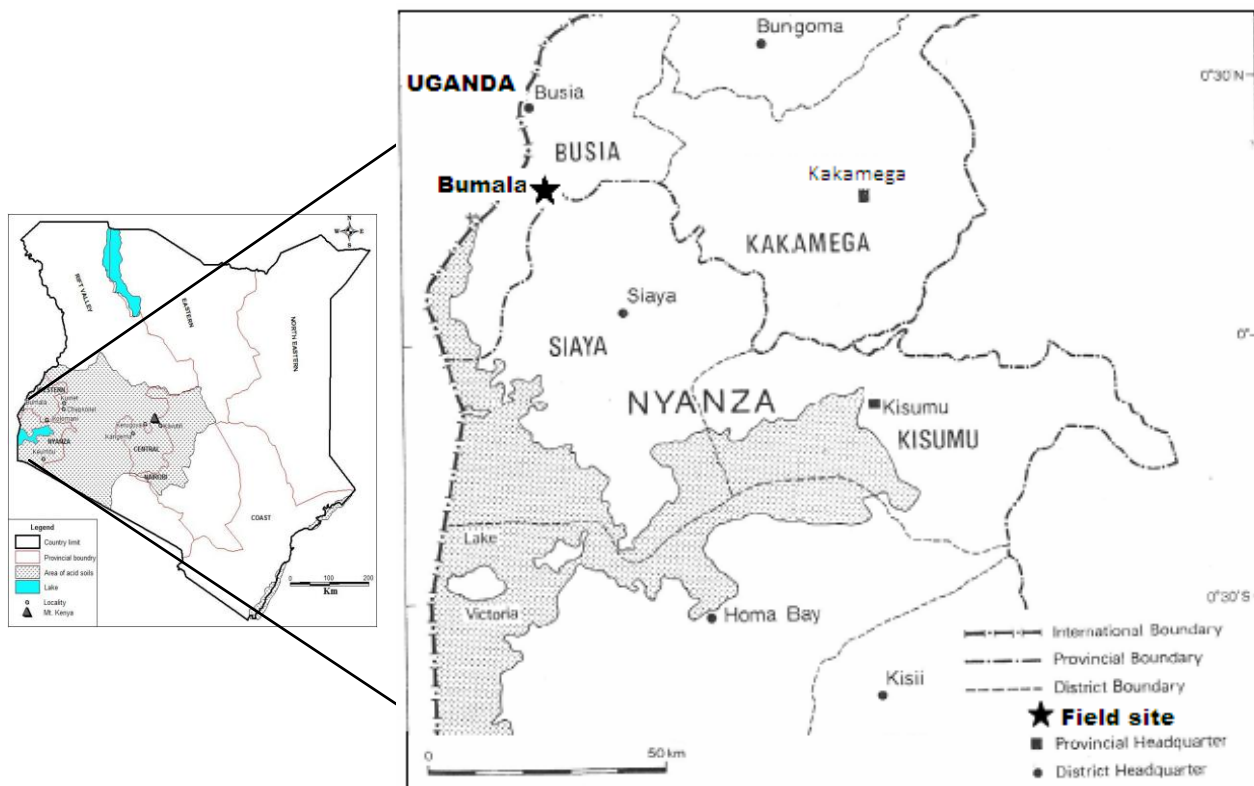 N
W
E
S
RIFT VALLEY
EASTERN
NORTH EASTERN
WESTERN
Bumala
NYANZA
CENTRAL
NAIROBI
COAST
Legend
Country limit
Provincial boundry
Area of acid soils
Lake
Locality
Mt. Kenya
0 100 200
Km
Bungoma
UGANDA
Busia
0°30'N
BUSIA
Bumala
Kakamega
KAKAMEGA
Siaya
SIAYA
0°
NYANZA
Kisumu
KISUMU
Lake
Victoria
Homa Bay
0°30'S
Kisii
International Boundary
Provincial Boundary
District Boundary
Field site
Provincial Headquarter
District Headquarter
0 50 km